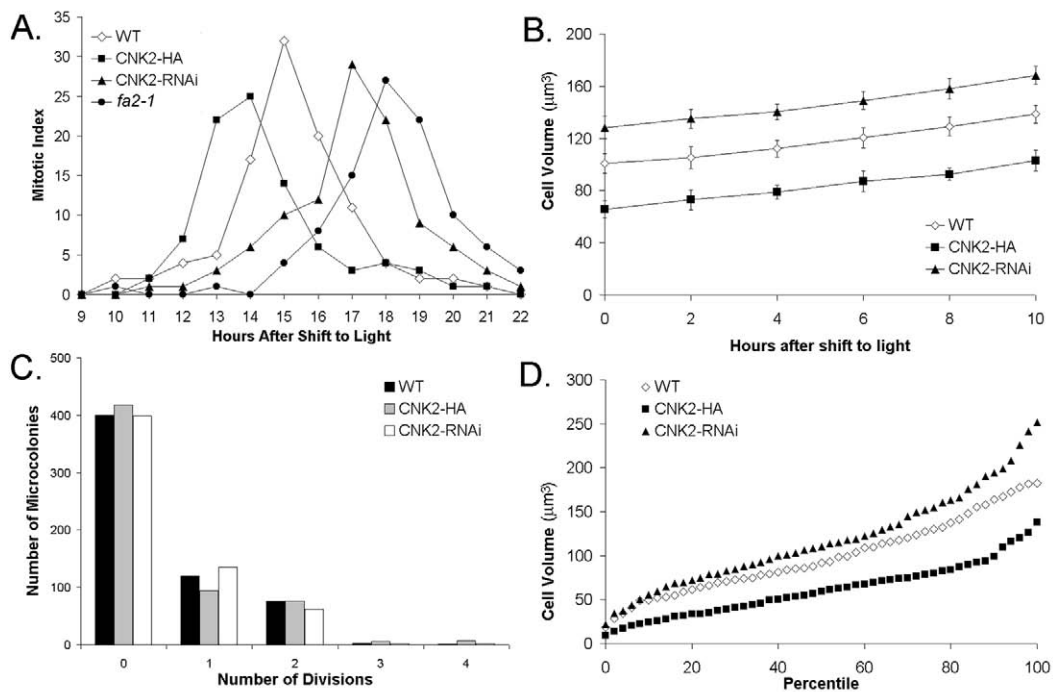 A.
35
30
25
20
15
10
5
0
Mitotic Index
WT
CNK2-HA
CNK2-RNAi
fa2-1
9 10 11 12 13 14 15 16 17 18 19 20 21 22
Hours After Shift to Light
B.
200
160
120
80
40
0
Cell Volume (µm³)
WT
CNK2-HA
CNK2-RNAi
0 2 4 6 8 10
Hours after shift to light
C.
500
400
300
200
100
0
Number of Microcolonies
WT
CNK2-HA
CNK2-RNAi
0 1 2 3 4
Number of Divisions
D.
300
250
200
150
100
50
0
Cell Volume (µm³)
WT
CNK2-HA
CNK2-RNAi
0 20 40 60 80 100
Percentile